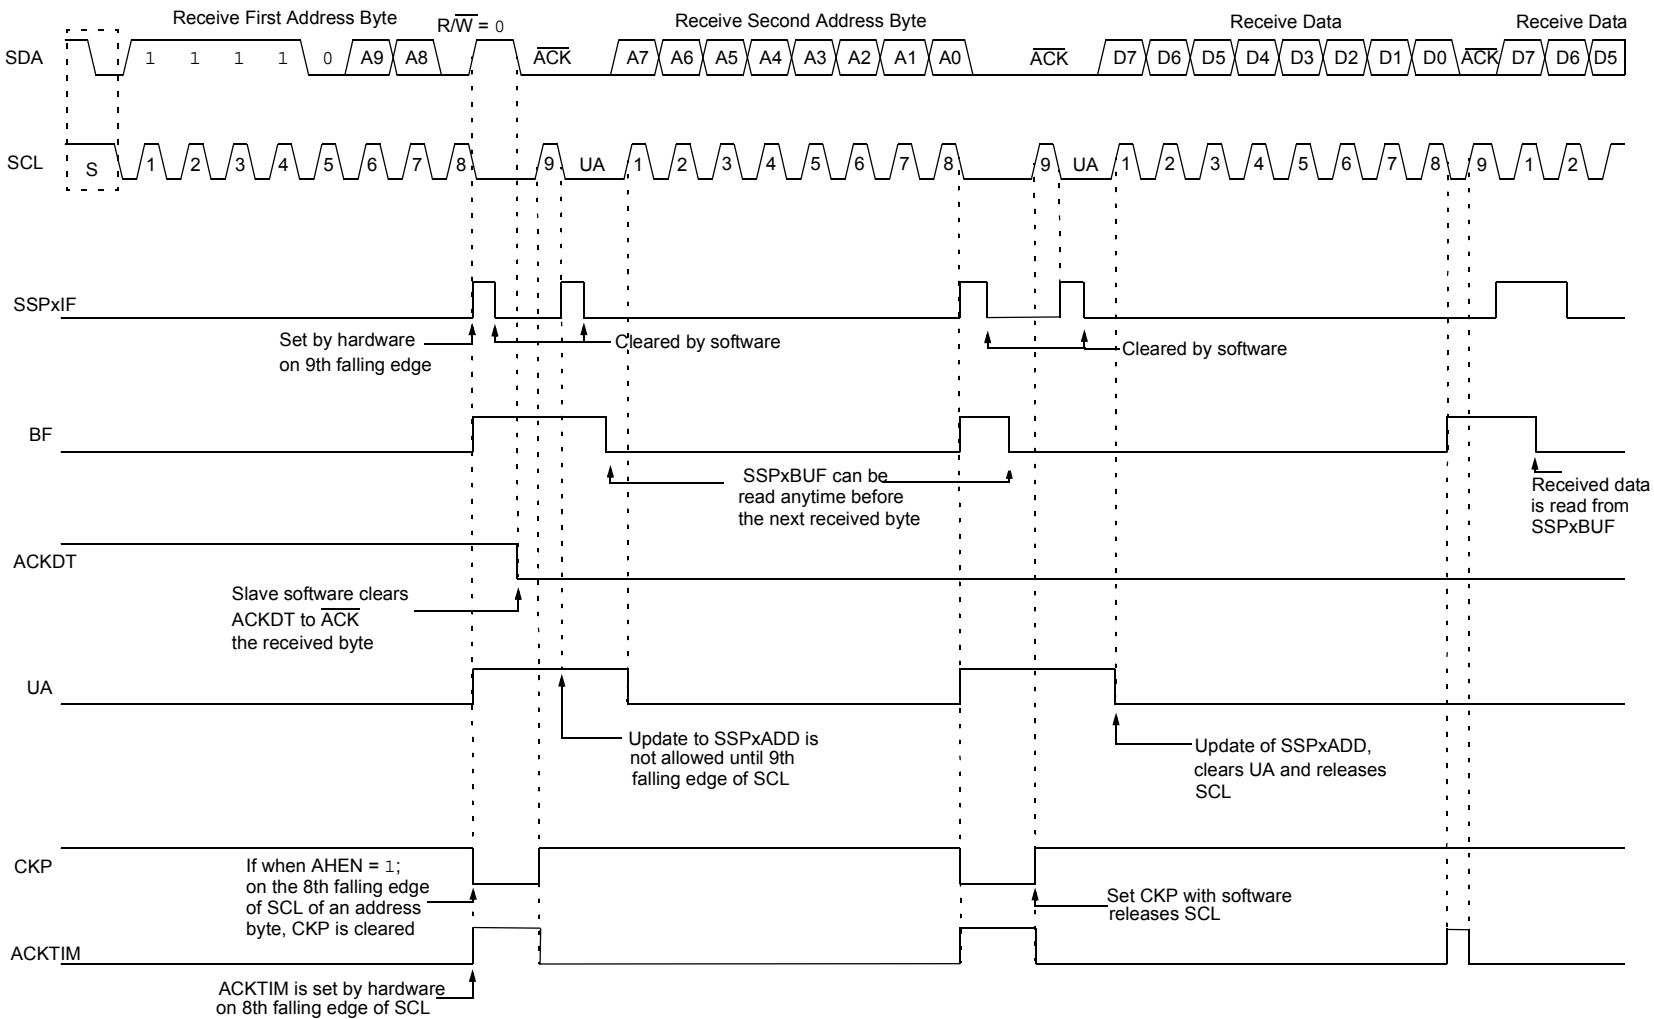 Receive First Address Byte
R/W = 0
Receive Second Address Byte
Receive Data
Receive Data
SDA
1 1 1 1 0 A9 A8
ACK
A7 A6 A5 A4 A3 A2 A1 A0
ACK
D7 D6 D5 D4 D3 D2 D1 D0
ACK
D7 D6 D5
SCL
S
1 2 3 4 5 6 7 8
9
UA
1 2 3 4 5 6 7 8
9
UA
1 2 3 4 5 6 7 8
9
1 2
SSPxIF
Set by hardware
on 9th falling edge
Cleared by software
Cleared by software
BF
SSPxBUF can be
read anytime before
the next received byte
Received data
is read from
SSPxBUF
ACKDT
Slave software clears
ACKDT to ACK
the received byte
UA
Update to SSPxADD is
not allowed until 9th
falling edge of SCL
Update of SSPxADD,
clears UA and releases
SCL
CKP
If when AHEN = 1;
on the 8th falling edge
of SCL of an address
byte, CKP is cleared
Set CKP with software
releases SCL
ACKTIM
ACKTIM is set by hardware
on 8th falling edge of SCL